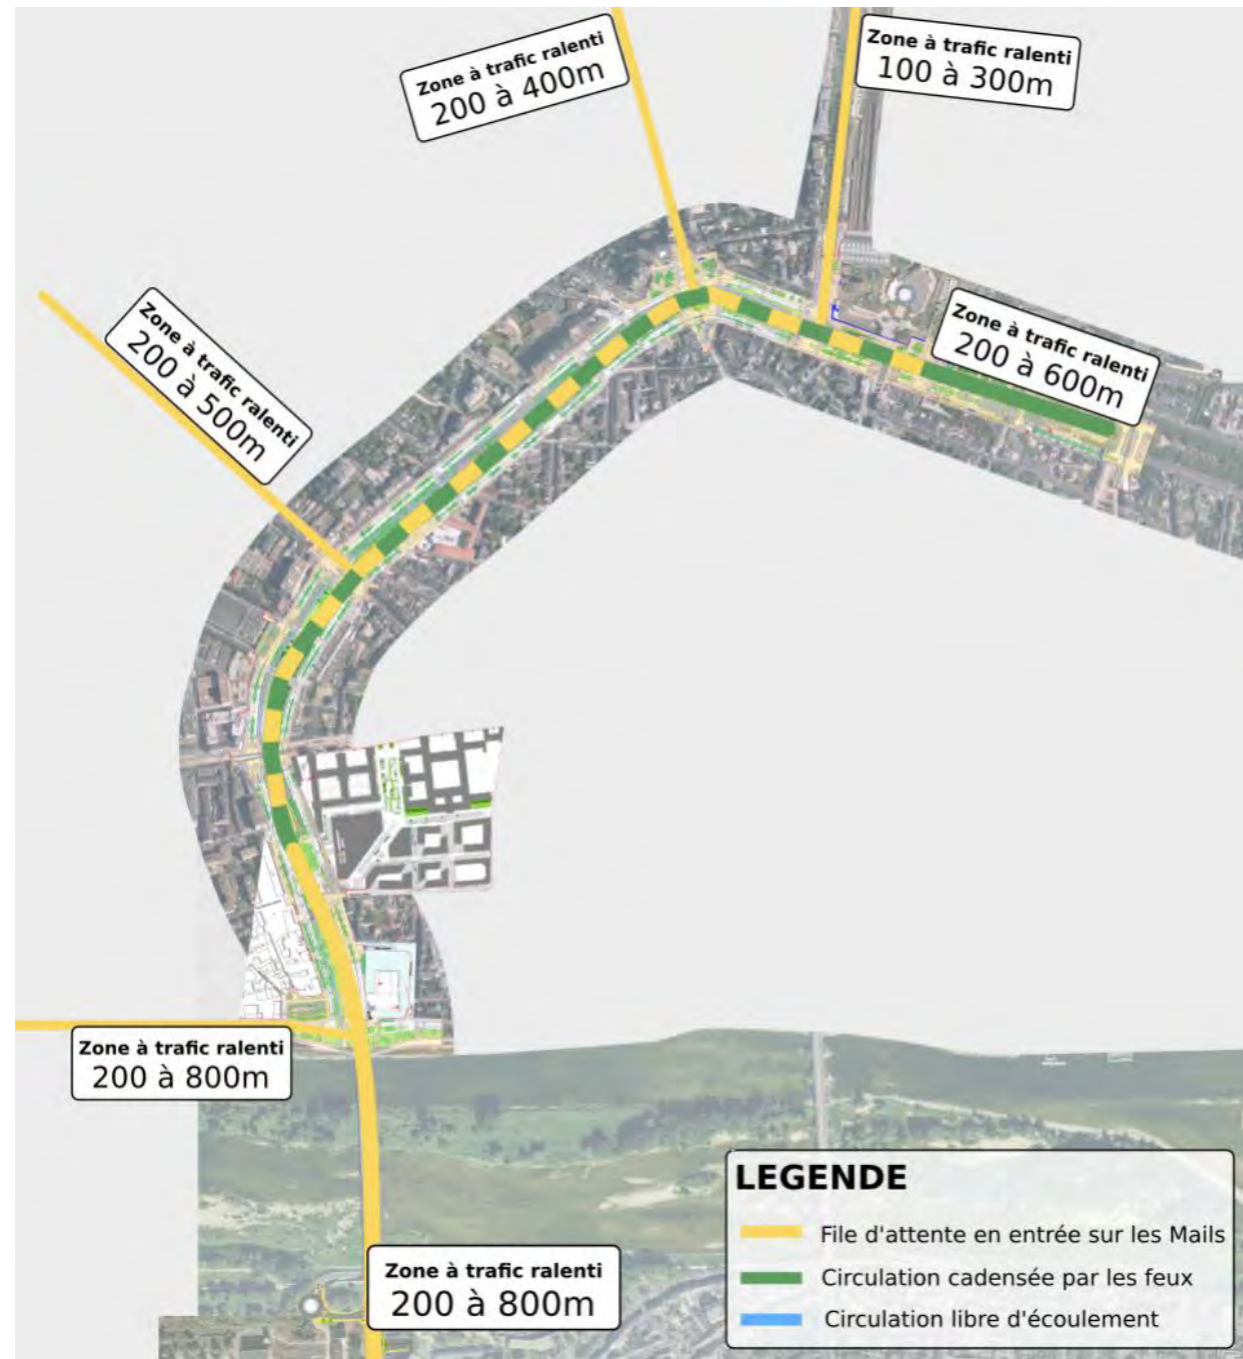 Zone à trafic ralenti
200 à 400m
Zone à trafic ralenti
100 à 300m
Zone à trafic ralenti
200 à 500m
Zone à trafic ralenti
200 à 600m
Zone à trafic ralenti
200 à 800m
Zone à trafic ralenti
200 à 800m
LEGENDE
File d'attente en entrée sur les Mails
Circulation cadensée par les feux
Circulation libre d'écoulement